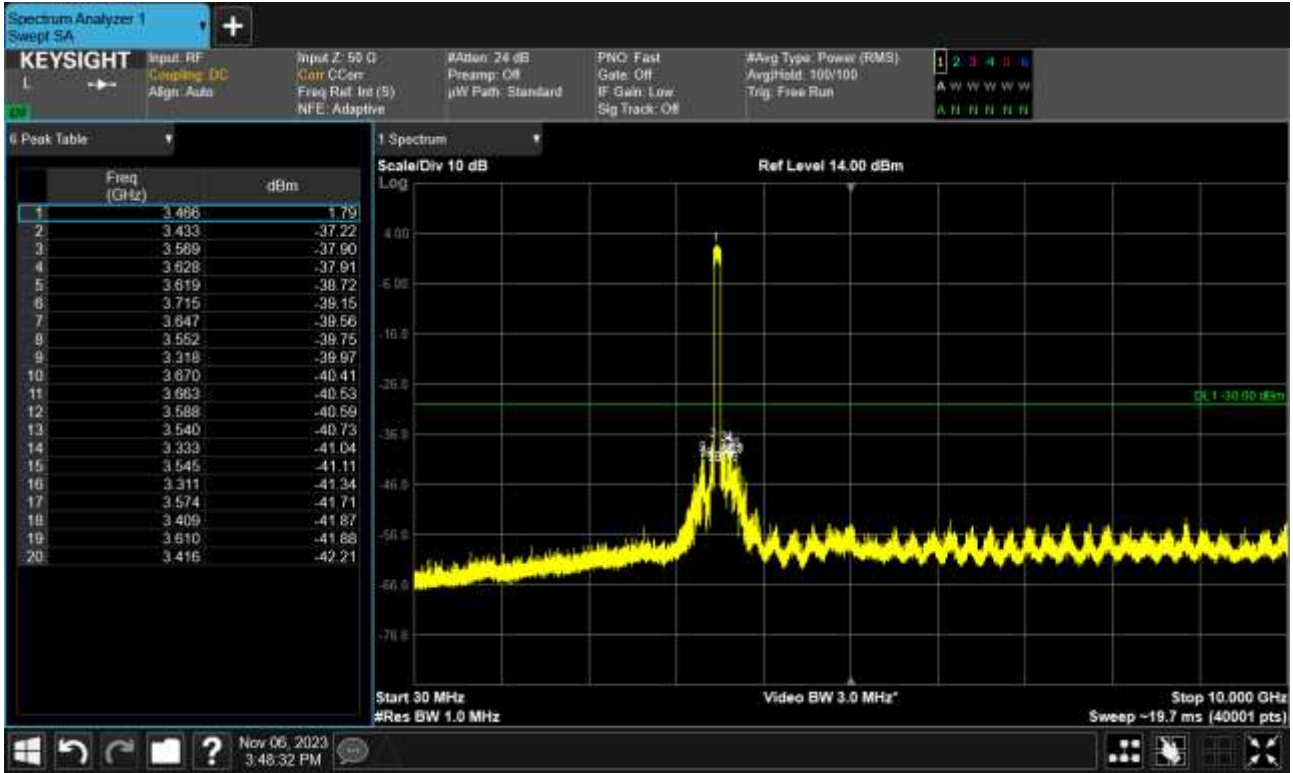 Spectrum Analyzer 1
Swept SA
KEYSIGHT
L
Input: RF
Coupling: DC
Align: Auto
Input Z: 50 Ω
Corr CCorr
Freq Ref: Int (S)
NFE: Adaptive
#Atten: 24 dB
Preamp: Off
µW Path: Standard
PNO: Fast
Gate: Off
IF Gain: Low
Sig Track: Off
#Avg Type: Power (RMS)
Avg|Hold: 100/100
Trig: Free Run
1 2 3 4 5 6
A W W W W W
A N N N N N
6 Peak Table
Freq (GHz) dBm
1 3.466 1.79
2 3.433 -37.22
3 3.569 -37.90
4 3.628 -37.91
5 3.619 -38.72
6 3.715 -39.15
7 3.647 -39.56
8 3.552 -39.75
9 3.318 -39.97
10 3.670 -40.41
11 3.663 -40.53
12 3.588 -40.59
13 3.540 -40.73
14 3.333 -41.04
15 3.545 -41.11
16 3.311 -41.34
17 3.574 -41.71
18 3.409 -41.87
19 3.610 -41.88
20 3.416 -42.21
1 Spectrum
Scale/Div 10 dB
Ref Level 14.00 dBm
Log
4.00
-6.00
-16.0
-26.0
-36.0
-46.0
-56.0
-66.0
-76.0
1
DL1 -30.00 dBm
Start 30 MHz
Video BW 3.0 MHz*
Stop 10.000 GHz
#Res BW 1.0 MHz
Sweep ~19.7 ms (40001 pts)
?
Nov 06, 2023
3:48:32 PM